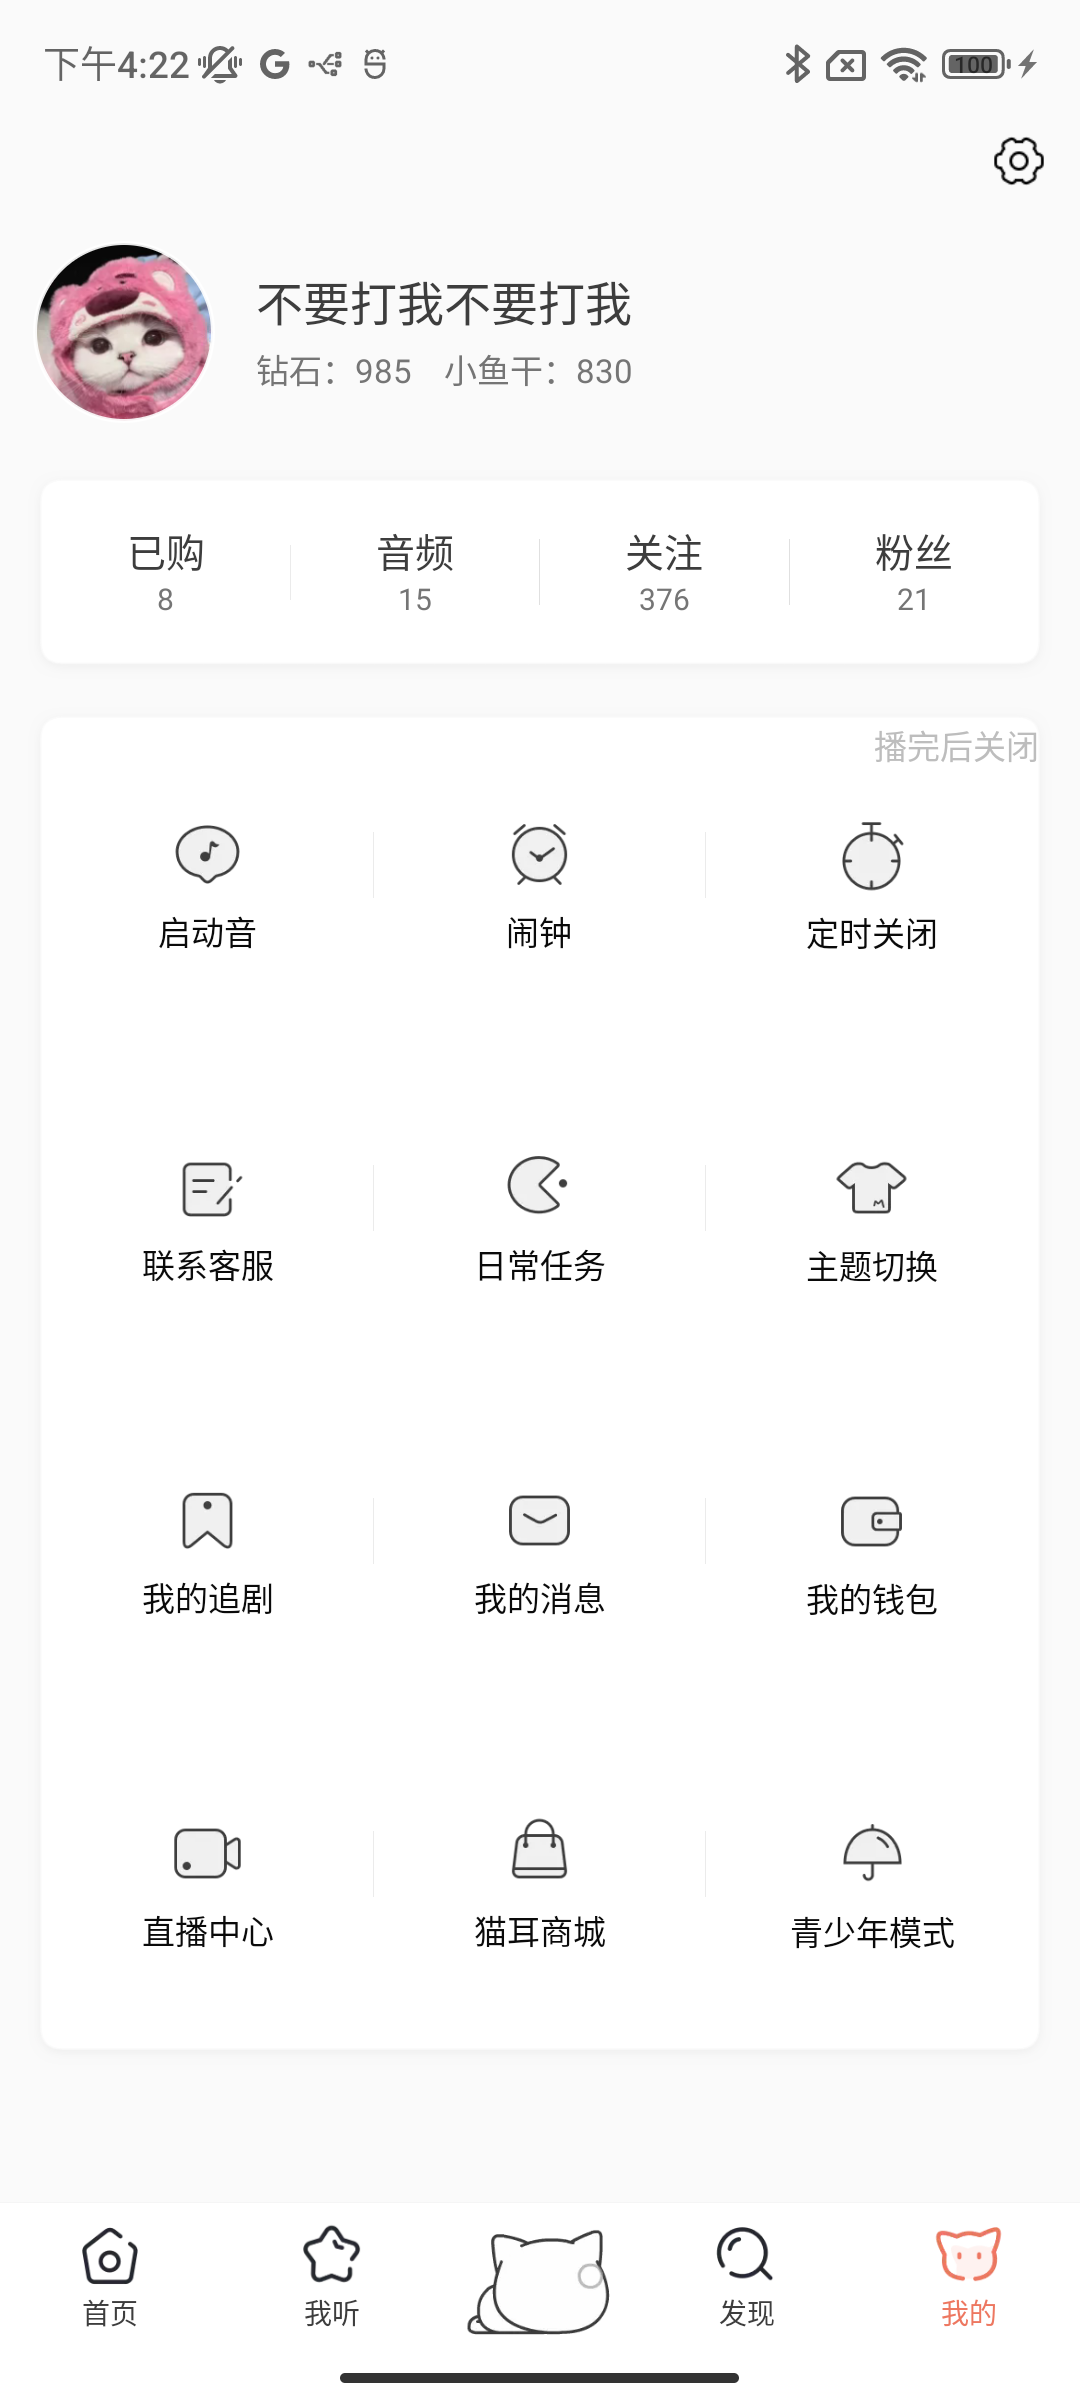 下午4:22
100
不要打我不要打我
钻石：985 小鱼干：830
已购 音频 关注 粉丝
8 15 376 21
播完后关闭
启动音 闹钟 定时关闭
联系客服 日常任务 主题切换
我的追剧 我的消息 我的钱包
直播中心 猫耳商城 青少年模式
首页 我听 发现 我的